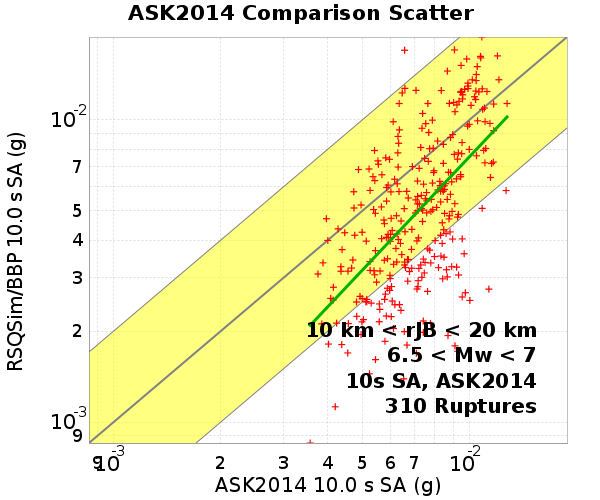 ASK2014 Comparison Scatter
RSQSim/BBP 10.0 s SA (g)
10-2
7
5
4
3
2
10-3
9
10 km < rJB < 20 km
6.5 < Mw < 7
10s SA, ASK2014
310 Ruptures
9 10-3 2 3 4 5 6 7 10-2
ASK2014 10.0 s SA (g)